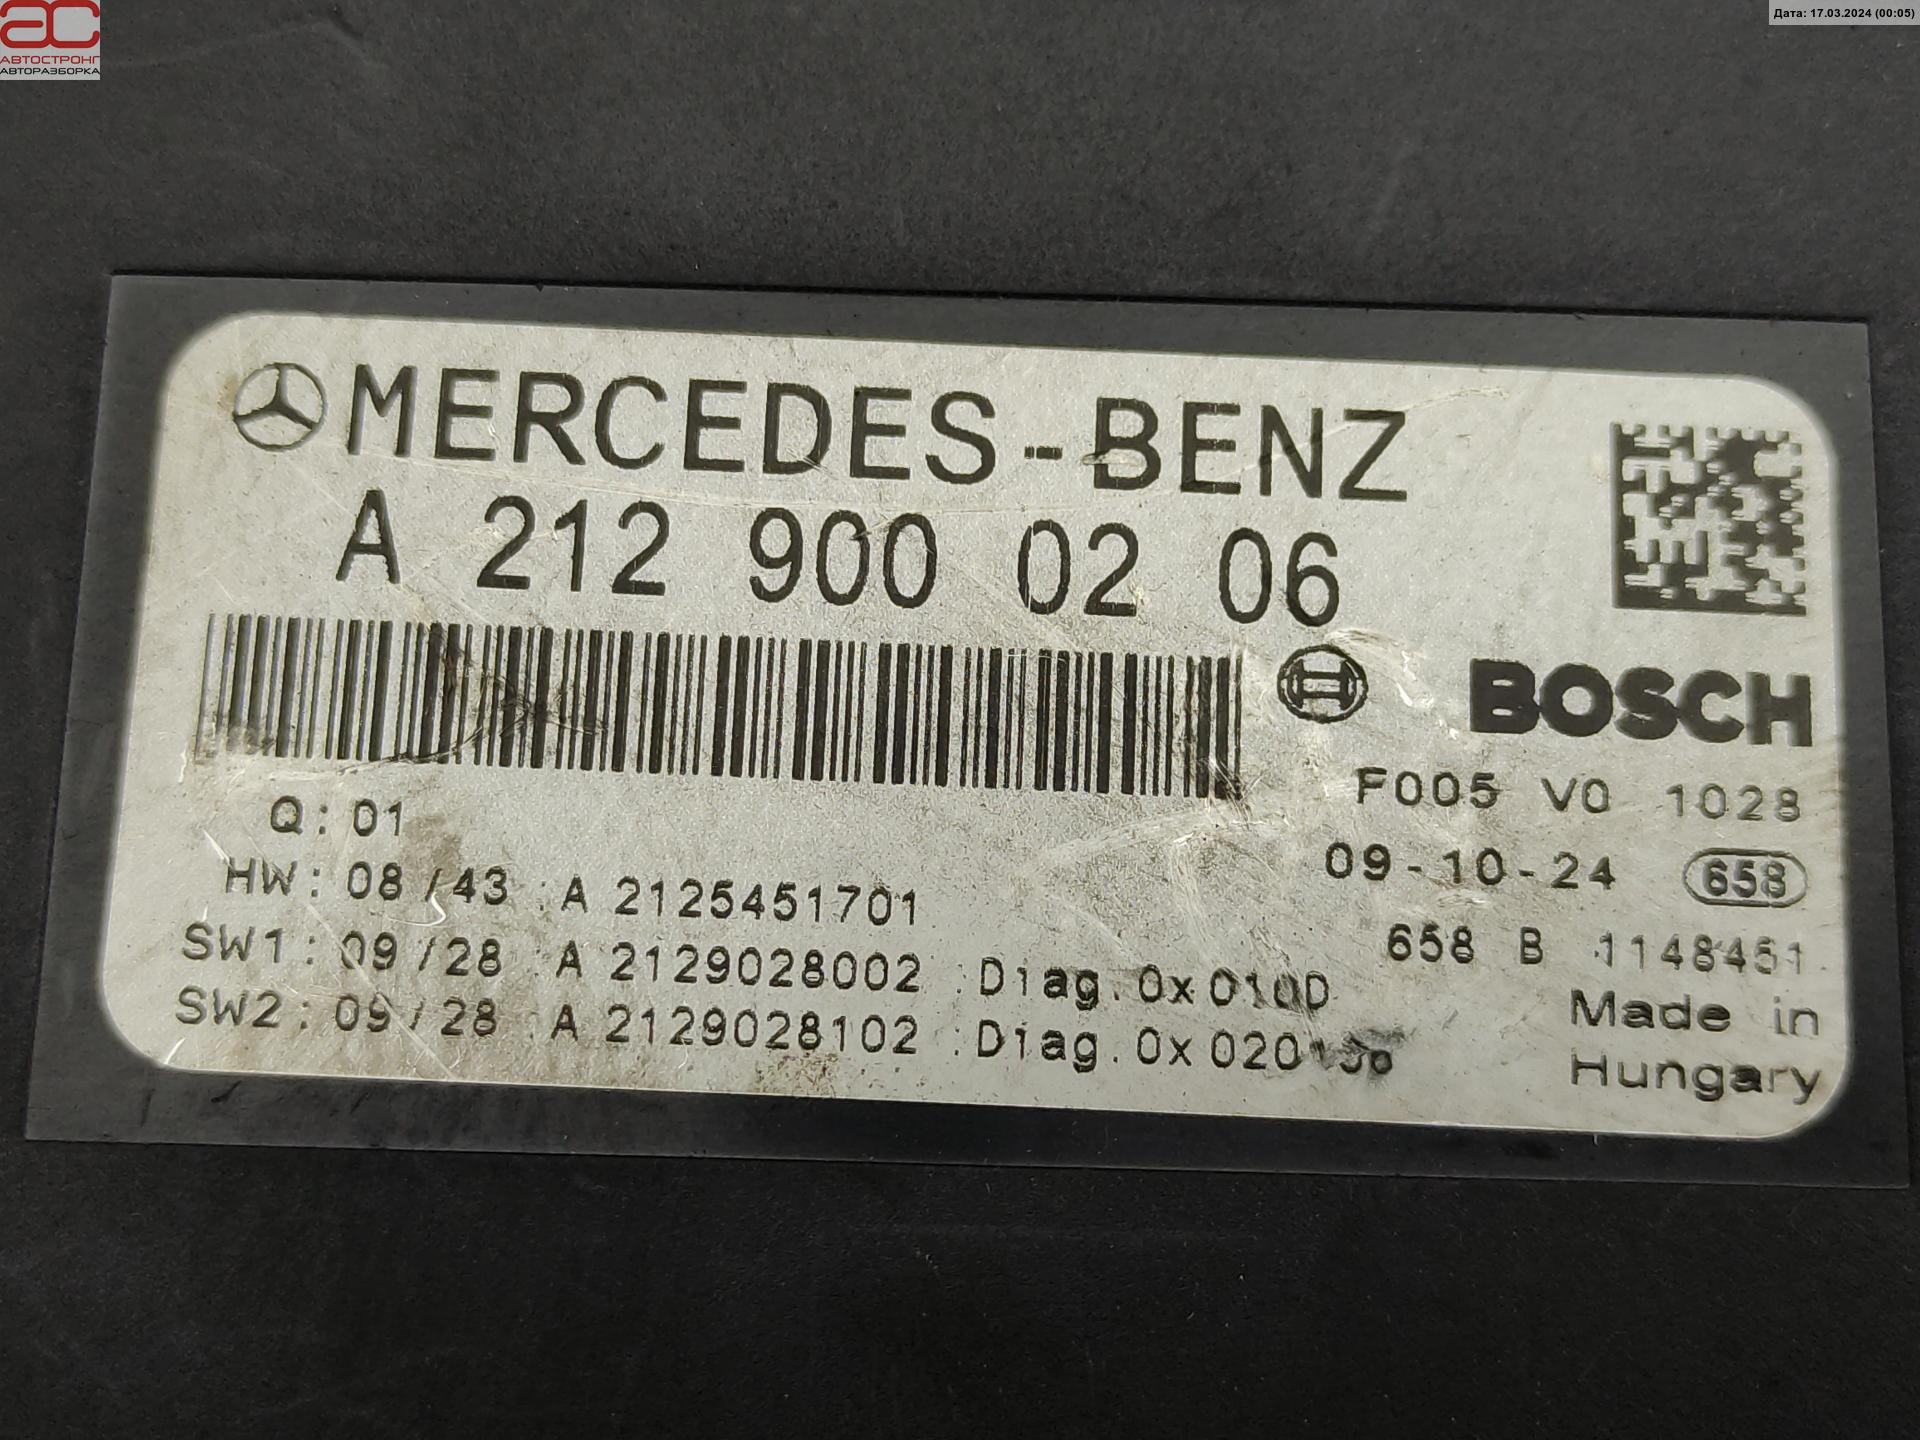 АВТОСТРОНГ
АВТОРАЗБОРКА
Дата: 17.03.2024 (00:05)
MERCEDES-BENZ
A 212 900 02 06
BOSCH
F005 V0 1028
Q: 01
09-10-24 658
HW: 08/43 A 2125451701
658 B 1148451
SW1: 09/28 A 2129028002 Diag. 0x010D
Made in
SW2: 09/28 A 2129028102 Diag. 0x020
Hungary